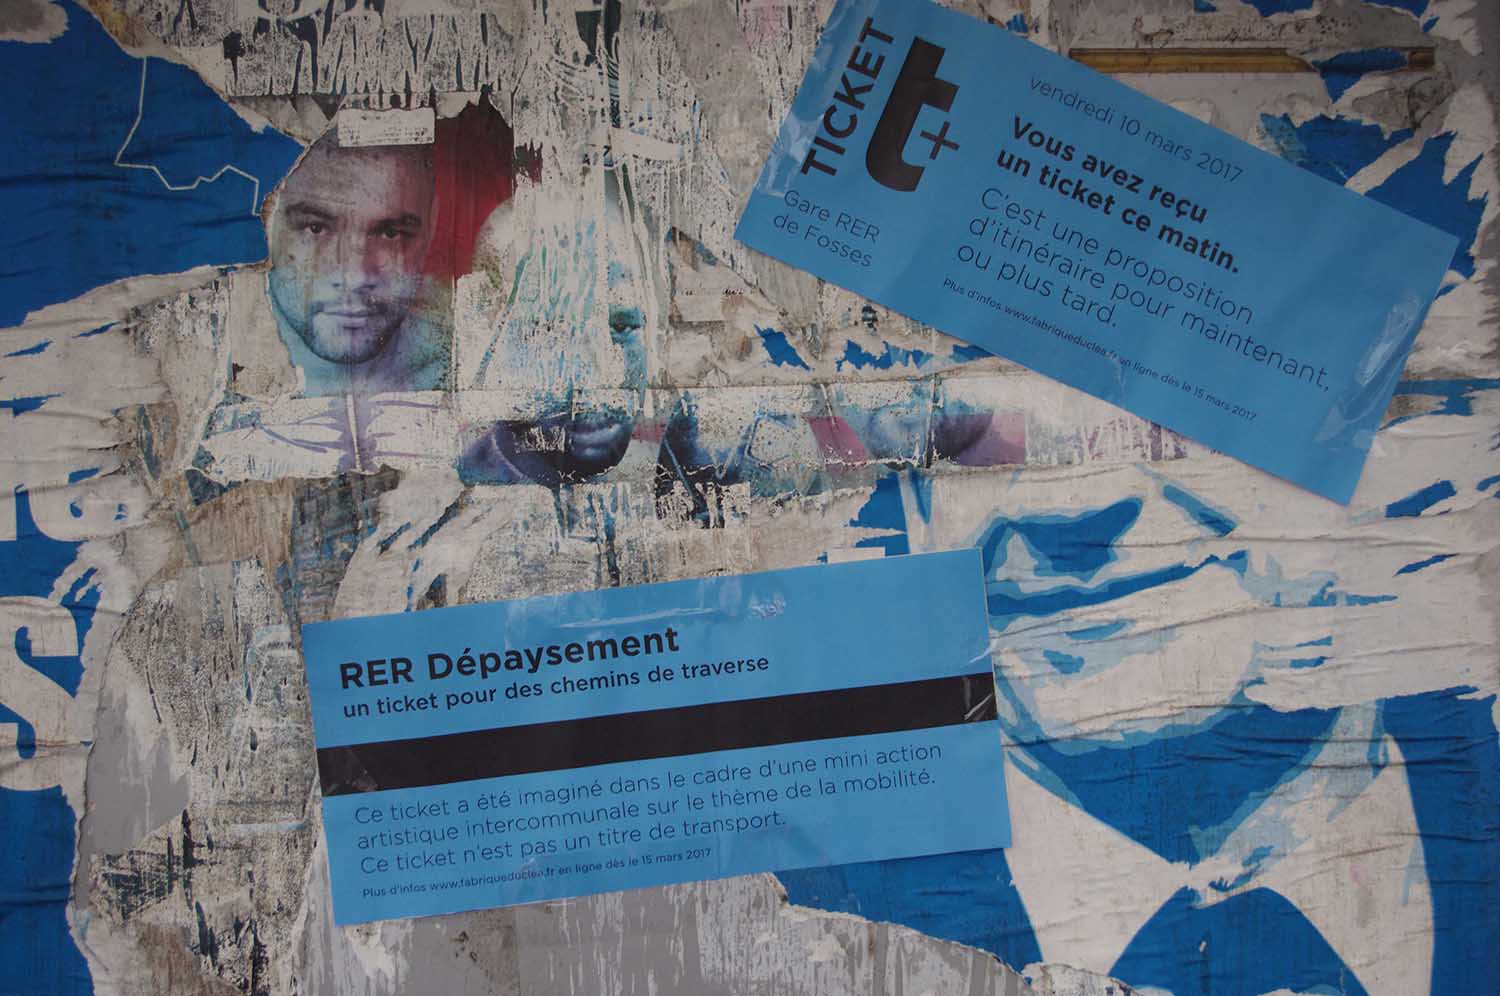 TICKET
t+
Gare RER
de Fosses
vendredi 10 mars 2017
Vous avez reçu
un ticket ce matin.
C'est une proposition
d'itinéraire pour maintenant,
ou plus tard.
Plus d'infos www.fabriqueduclea.fr en ligne dès le 15 mars 2017
RER Dépaysement
un ticket pour des chemins de traverse
Ce ticket a été imaginé dans le cadre d'une mini action
artistique intercommunale sur le thème de la mobilité.
Ce ticket n'est pas un titre de transport.
Plus d'infos www.fabriqueduclea.fr en ligne dès le 15 mars 2017